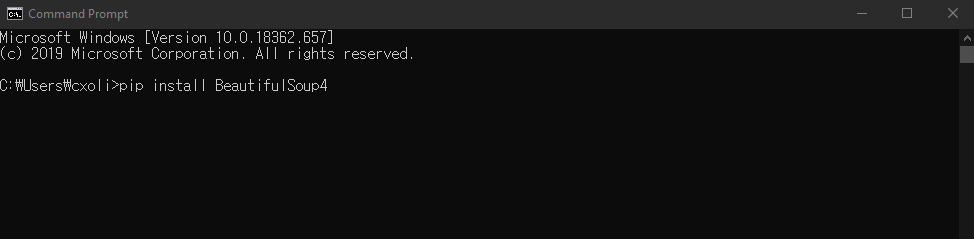 Command Prompt
Microsoft Windows [Version 10.0.18362.657]
(c) 2019 Microsoft Corporation. All rights reserved.
C:₩Users₩cxoli>pip install BeautifulSoup4